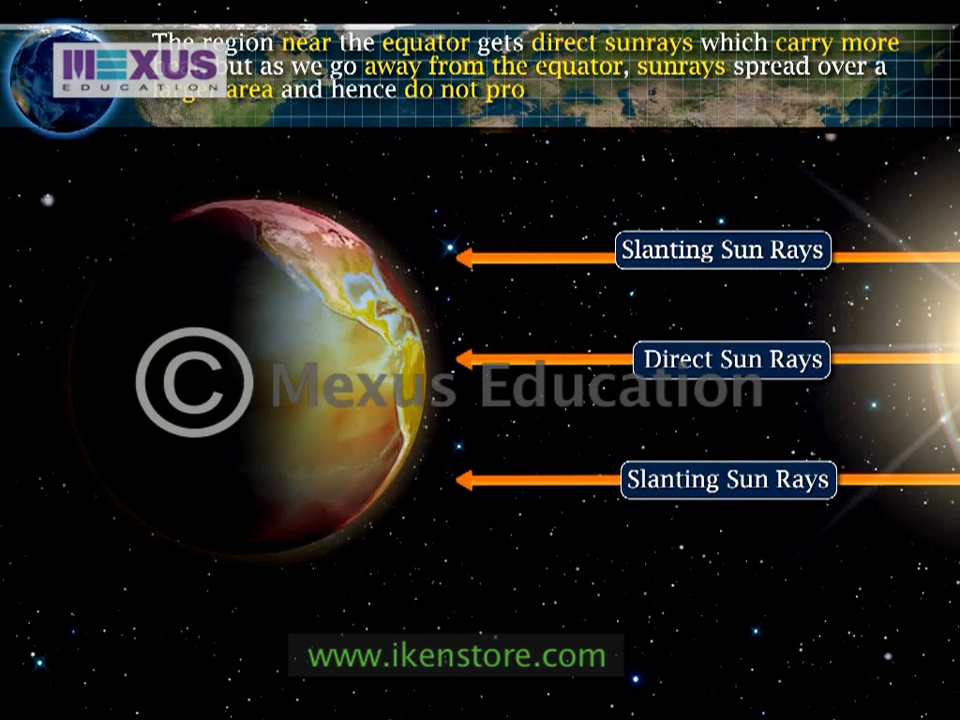 The region near the equator gets direct sunrays which carry more
but as we go away from the equator, sunrays spread over a
area and hence do not pro
MEXUS
EDUCATION
Slanting Sun Rays
Direct Sun Rays
© Mexus Education
Slanting Sun Rays
www.ikenstore.com